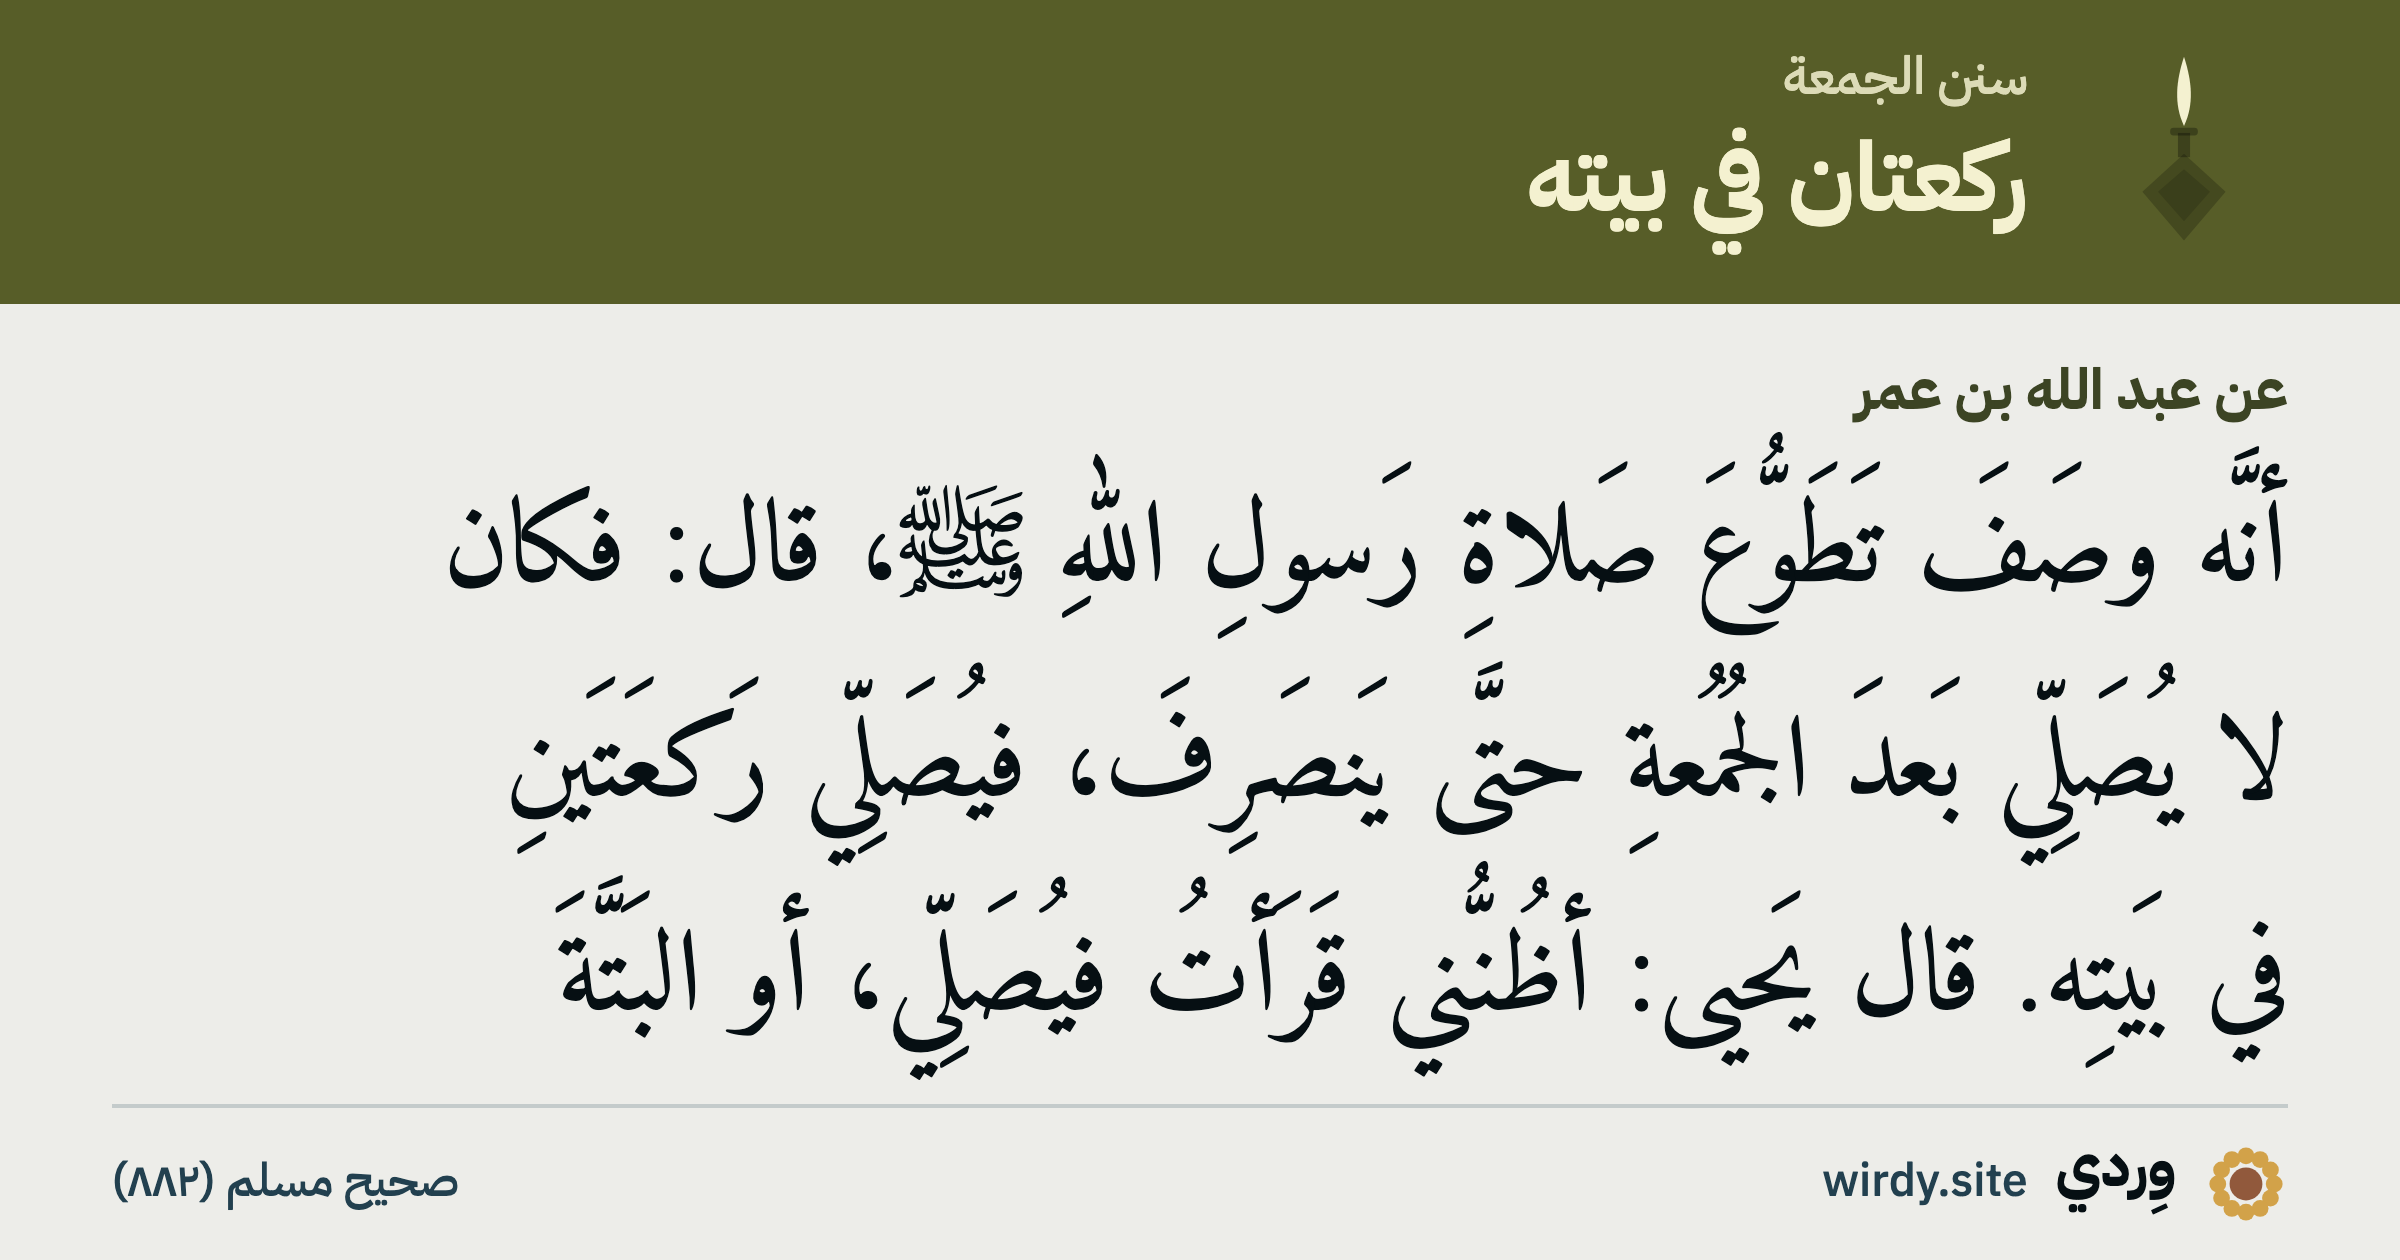 سنن الجمعة
ركعتان في بيته
عن عبد الله بن عمر
أنَّه وصَفَ تَطَوُّعَ صَلاةِ رَسولِ اللهِ ﷺ، قال: فكان
لا يُصَلِّي بَعدَ الجُمُعةِ حتَّى يَنصَرِفَ، فيُصَلِّي رَكعَتَينِ
في بَيتِه. قال يَحيي: أظُنُّني قَرَأتُ فيُصَلِّي، أو البَتَّةَ
وِردي wirdy.site
صحيح مسلم (٨٨٢)